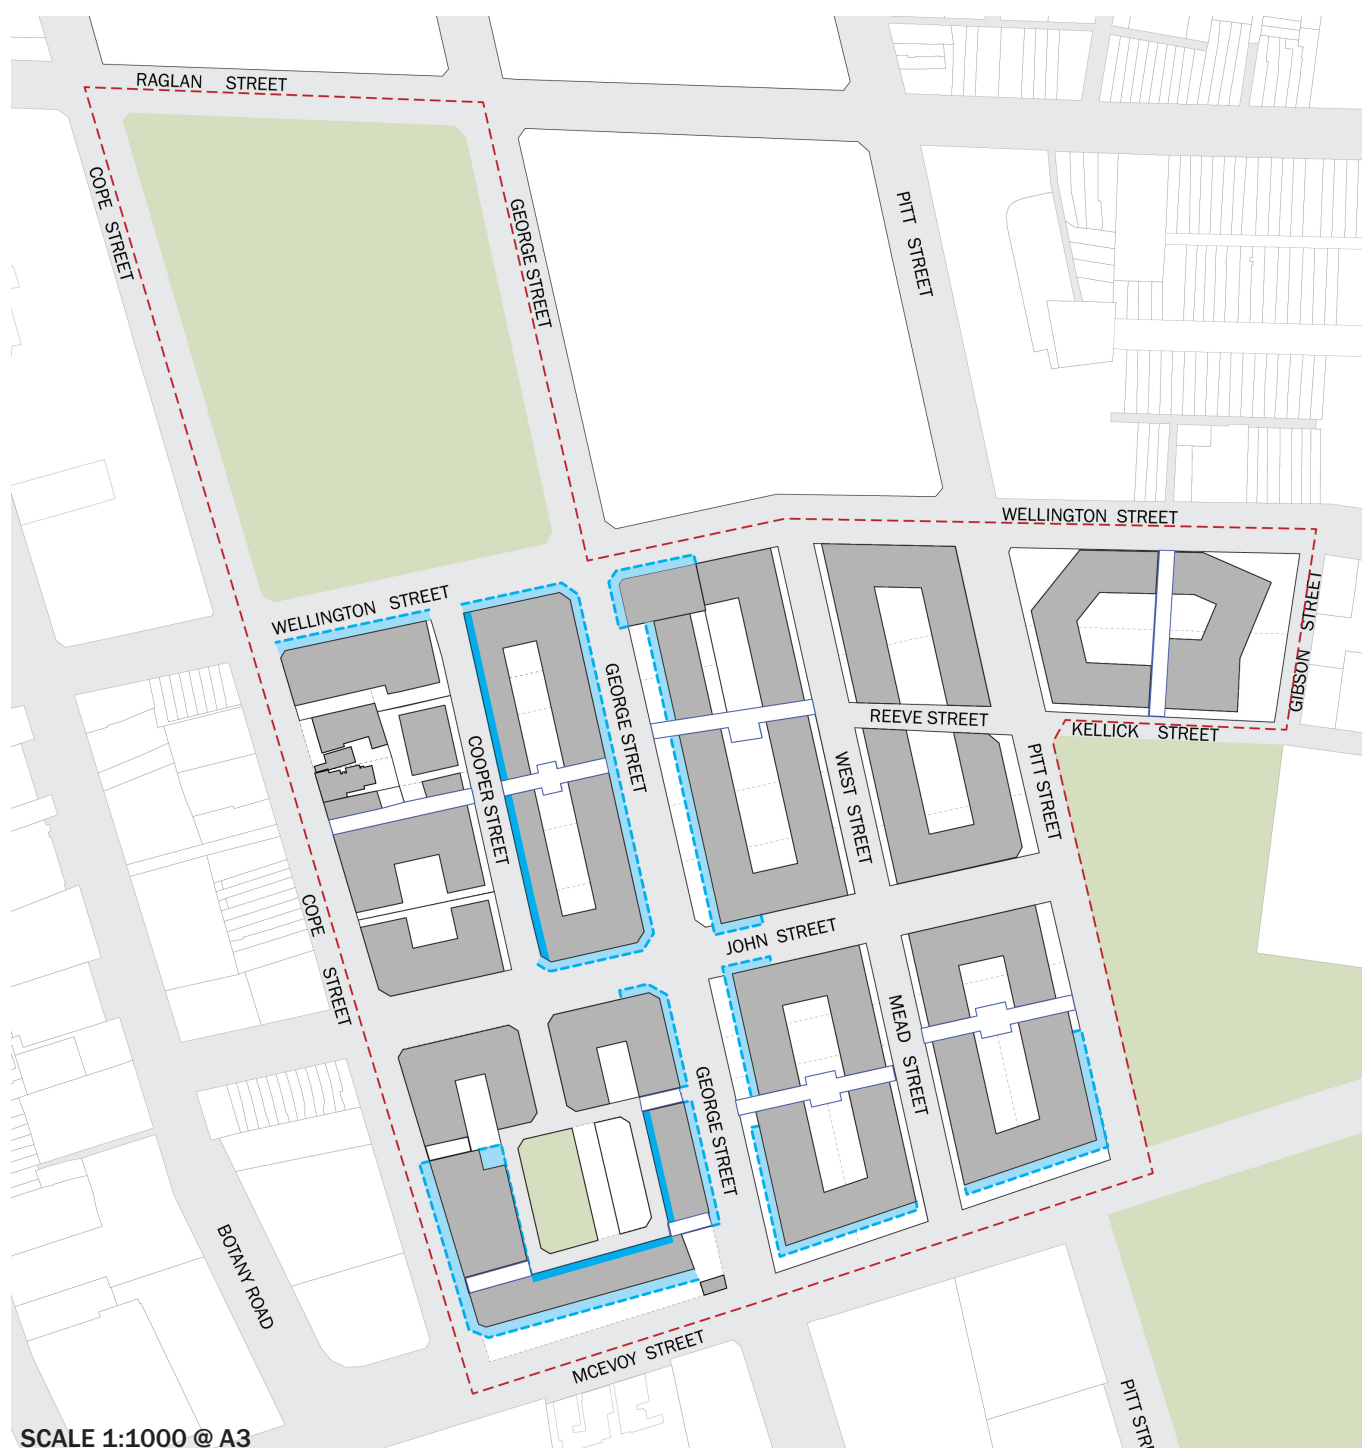 RAGLAN STREET
COPE STREET
GEORGE STREET
PITT STREET
WELLINGTON STREET
WELLINGTON STREET
GIBSON STREET
GEORGE STREET
REEVE STREET
KELLICK STREET
COOPER STREET
WEST STREET
PITT STREET
COPE STREET
JOHN STREET
MEAD STREET
GEORGE STREET
BOTANY ROAD
MCEVOY STREET
PITT STR
SCALE 1:1000 @ A3